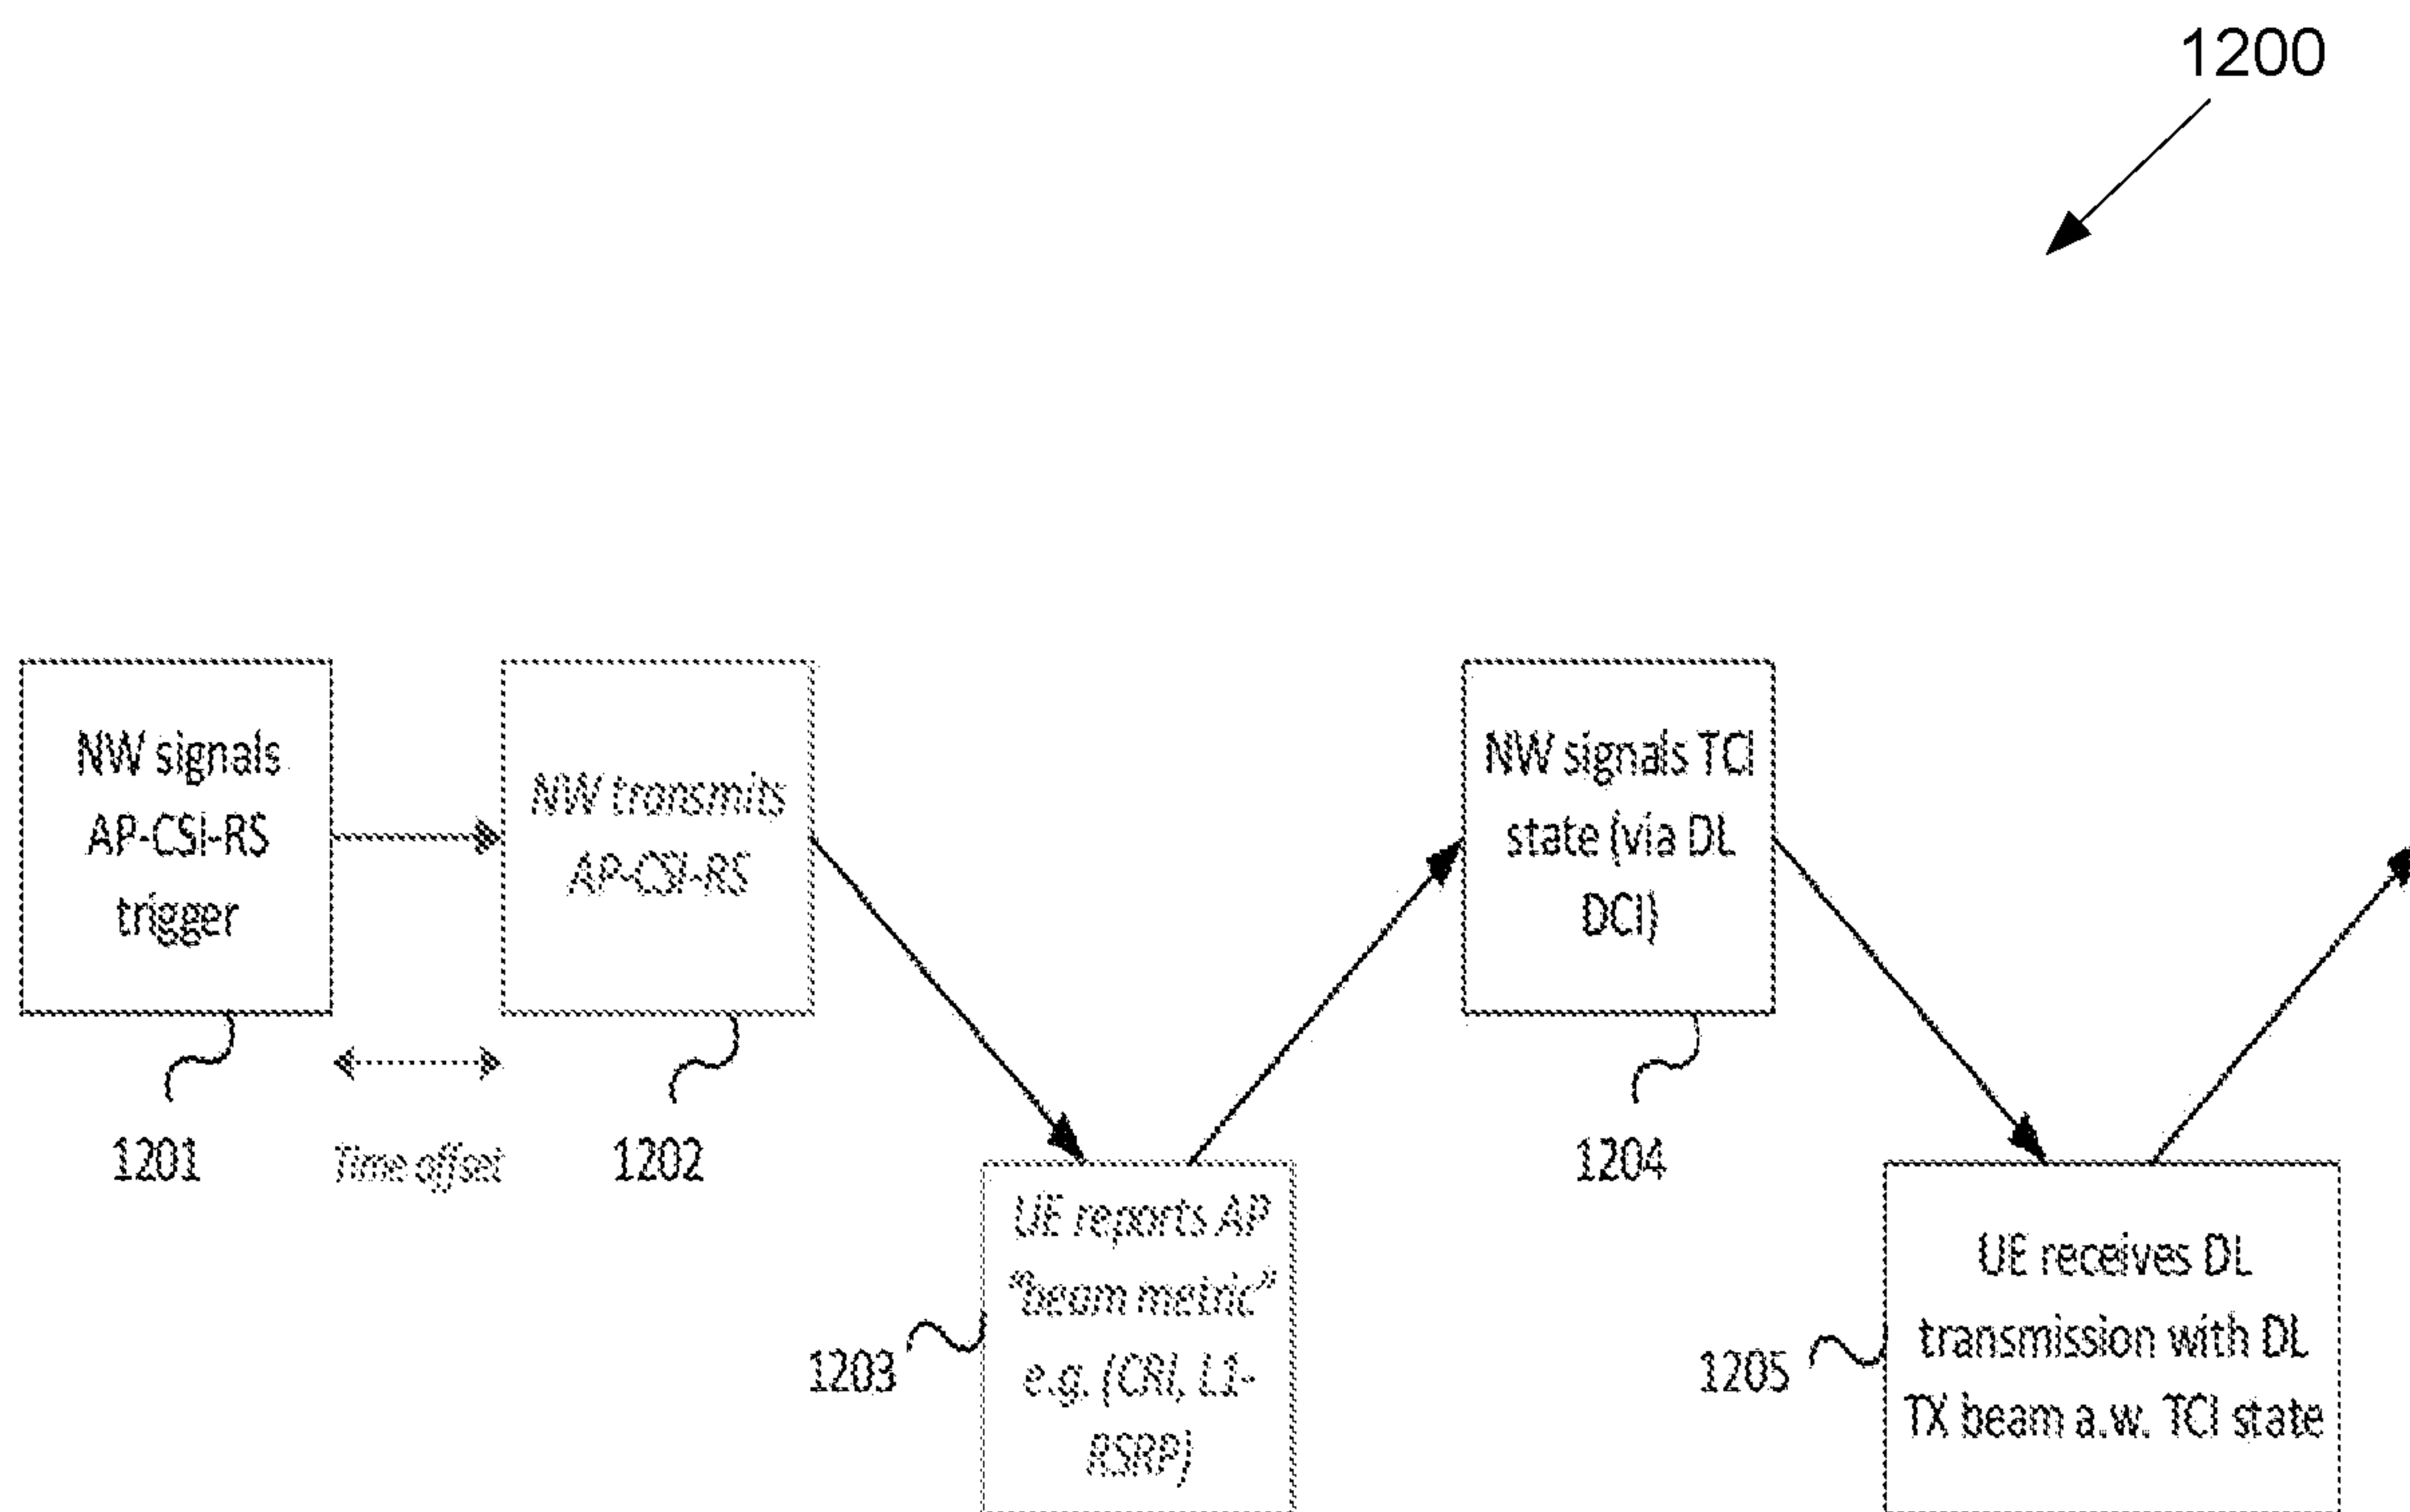 1200
NW signals
AP-CSI-RS
trigger
NW transmits
AP-CSI-RS
NW signals TCI
state (via DL
DCI)
1201
Time offset
1202
1204
UE reports AP
"beam metric"
e.g. (CRI, L1-
RSRP)
1203
UE receives DL
transmission with DL
TX beam a.w. TCI state
1205